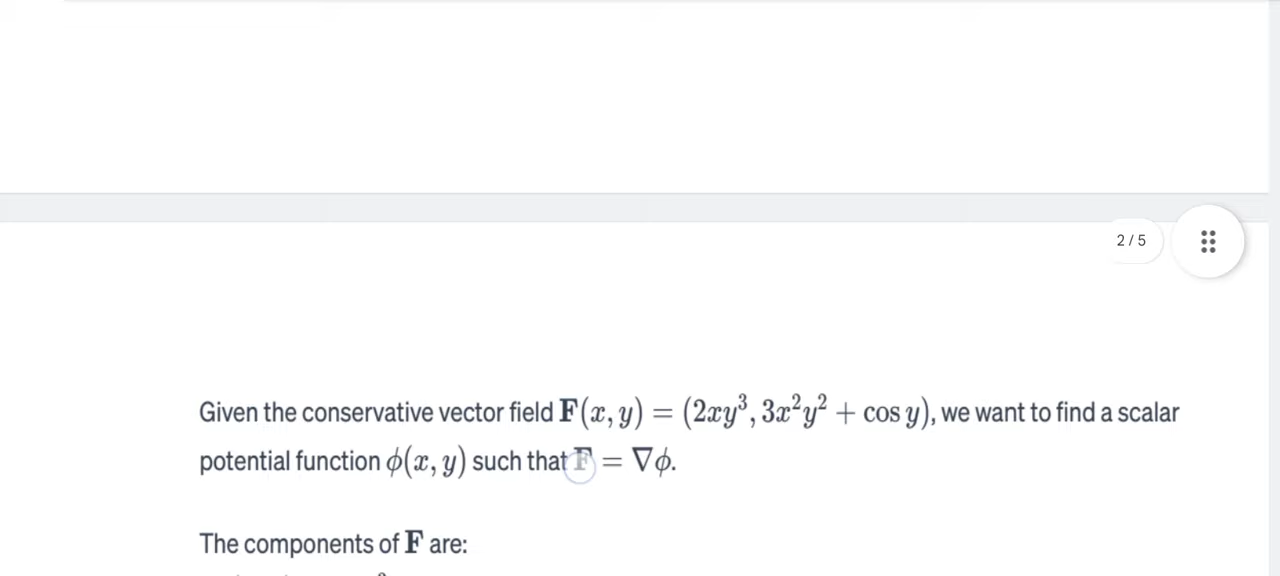 2 / 5
Given the conservative vector field F(x, y) = (2xy³, 3x²y² + cos y), we want to find a scalar
potential function ϕ(x, y) such that F = ∇ϕ.
The components of F are: